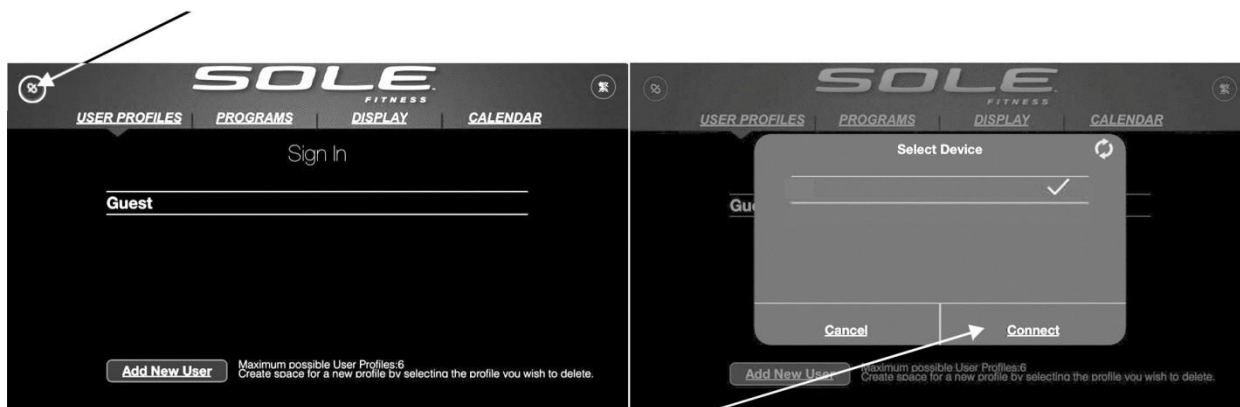 SOLE
FITNESS
USER PROFILES PROGRAMS DISPLAY CALENDAR
Sign In
Guest
Add New User
Maximum possible User Profiles:6
Create space for a new profile by selecting the profile you wish to delete.
SOLE
FITNESS
USER PROFILES PROGRAMS DISPLAY CALENDAR
Select Device
Gu
Cancel Connect
Add New User
Maximum possible User Profiles:6
Create space for a new profile by selecting the profile you wish to delete.